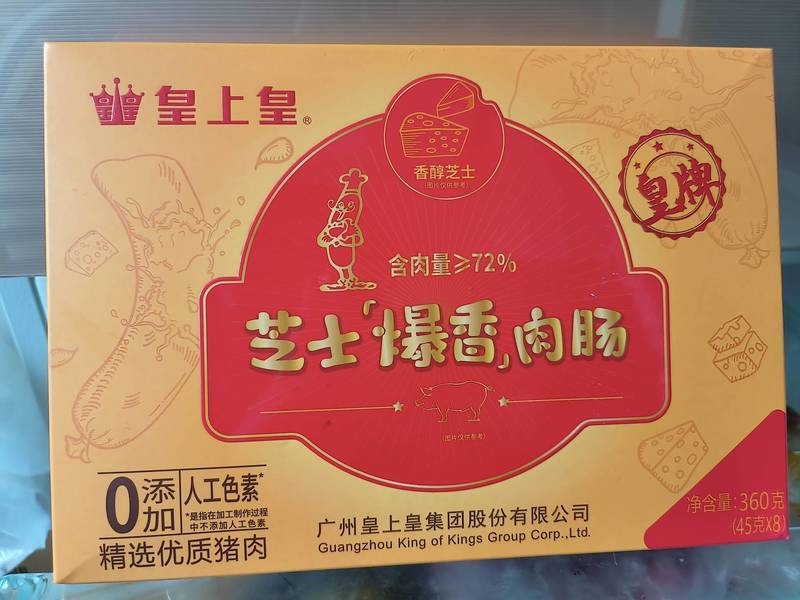 皇上皇®
香醇芝士
(图片仅供参考)
皇牌
含肉量≥72%
芝士「爆香」肉肠
(图片仅供参考)
0添加
人工色素*
*是指在加工制作过程
中不添加人工色素
精选优质猪肉
广州皇上皇集团股份有限公司
Guangzhou King of Kings Group Corp.,Ltd.
净含量:360克
(45克X8)